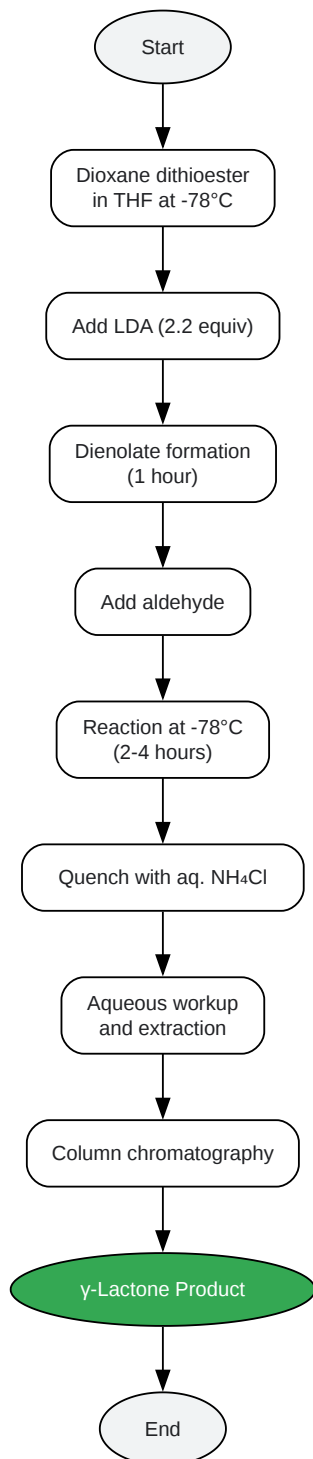 Start
Dioxane dithioester
in THF at -78°C
Add LDA (2.2 equiv)
Dienolate formation
(1 hour)
Add aldehyde
Reaction at -78°C
(2-4 hours)
Quench with aq. NH₄Cl
Aqueous workup
and extraction
Column chromatography
γ-Lactone Product
End